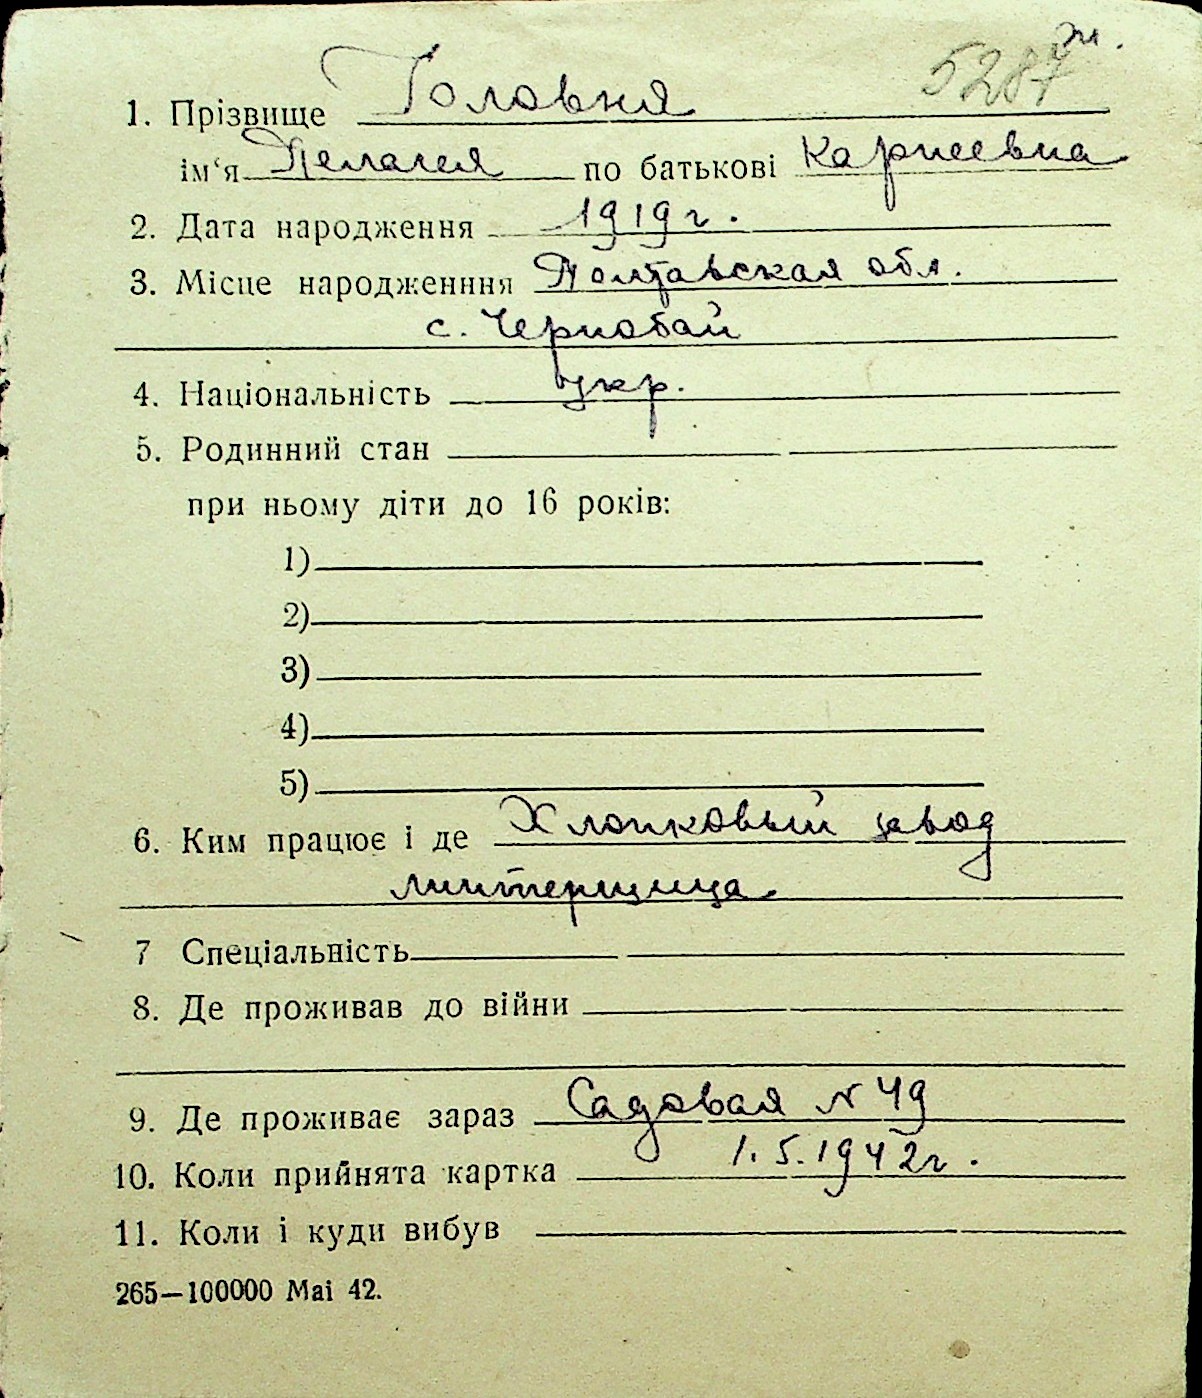 5287
1. Прізвище Головня
ім'я Пелагея по батькові Карпеевна
2. Дата народження 1919 г.
3. Місце народженння Полтавская обл.
с. Чернобай
4. Національність укр.
5. Родинний стан
при ньому діти до 16 років:
1)
2)
3)
4)
5)
6. Ким працює і де Хлопковый завод
линтерщица.
7 Спеціальність
8. Де проживав до війни
9. Де проживає зараз Садовая N 49
10. Коли прийнята картка 1.5.1942 г.
11. Коли і куди вибув
265—100000 Mai 42.